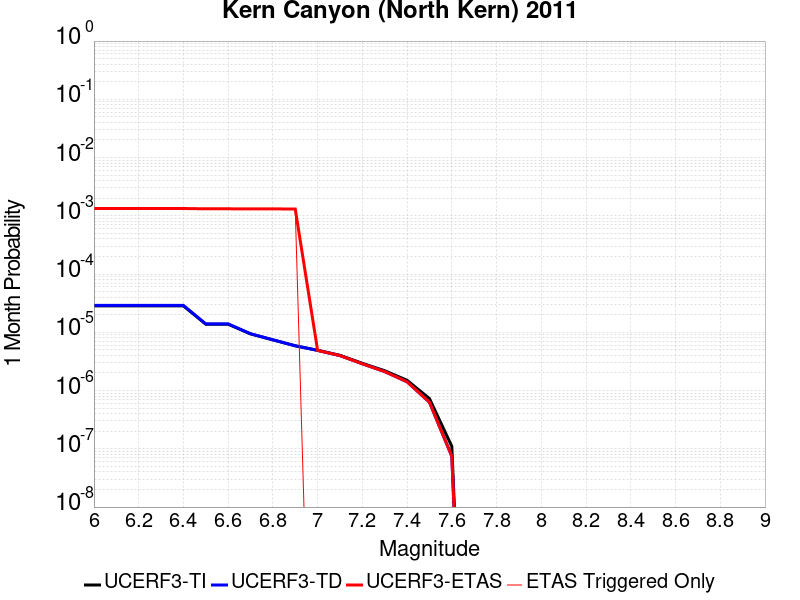 Kern Canyon (North Kern) 2011
10^0
10^-1
10^-2
10^-3
10^-4
10^-5
10^-6
10^-7
10^-8
1 Month Probability
6 6.2 6.4 6.6 6.8 7 7.2 7.4 7.6 7.8 8 8.2 8.4 8.6 8.8 9
Magnitude
UCERF3-TI UCERF3-TD UCERF3-ETAS ETAS Triggered Only